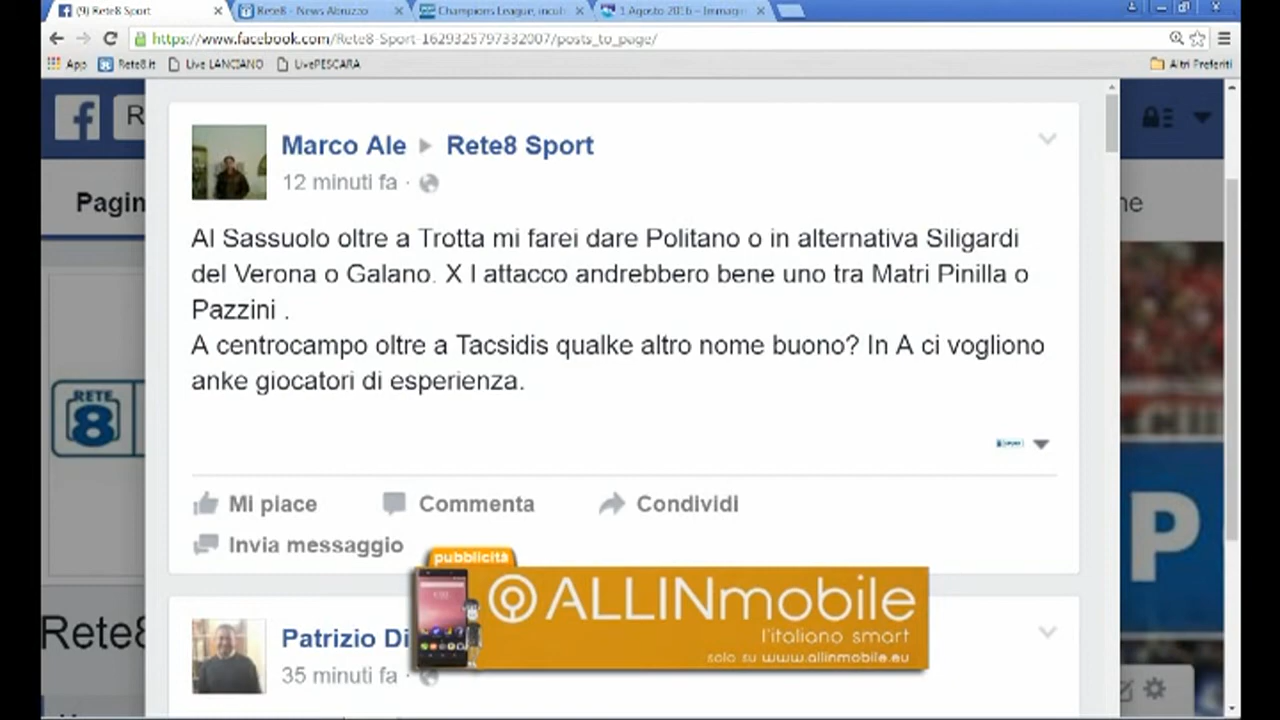 (9) Rete8 Sport
Rete8 - News Abruzzo
Champions League, incub
1 Agosto 2016 – Immagin
https://www.facebook.com/Rete8-Sport-1629325797332007/posts_to_page/
App
Rete8.it
Live LANCIANO
LivePESCARA
Altri Preferiti
R
Marco Ale ▸ Rete8 Sport
12 minuti fa ·
Pagin
ne
Al Sassuolo oltre a Trotta mi farei dare Politano o in alternativa Siligardi
del Verona o Galano. X l attacco andrebbero bene uno tra Matri Pinilla o
Pazzini .
A centrocampo oltre a Tacsidis qualke altro nome buono? In A ci vogliono
anke giocatori di esperienza.
RETE
8
P
Mi piace
Commenta
Condividi
Invia messaggio
pubblicità
ALLINmobile
l'italiano smart
solo su www.allinmobile.eu
Rete8
Patrizio Di
35 minuti fa ·